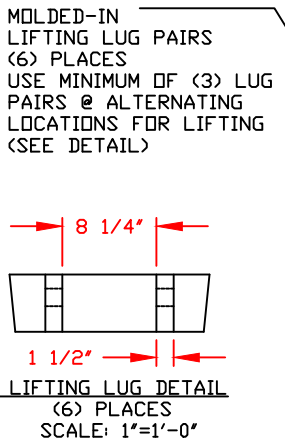 MOLDED-IN
LIFTING LUG PAIRS
(6) PLACES
USE MINIMUM OF (3) LUG
PAIRS @ ALTERNATING
LOCATIONS FOR LIFTING
(SEE DETAIL)
8 1/4"
1 1/2"
LIFTING LUG DETAIL
(6) PLACES
SCALE: 1"=1'-0"